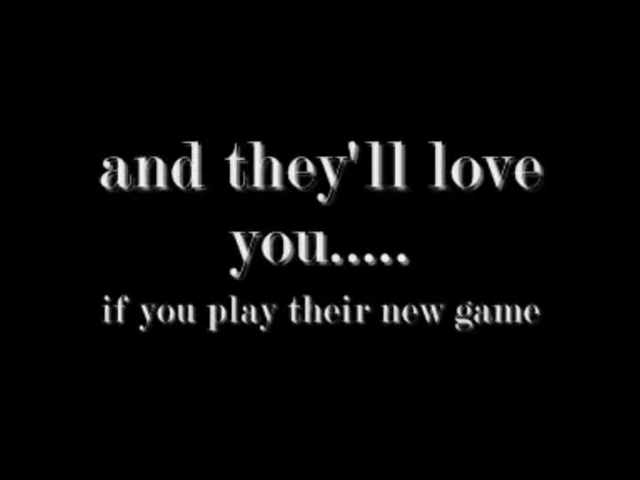 and they'll love
you.....
if you play their new game